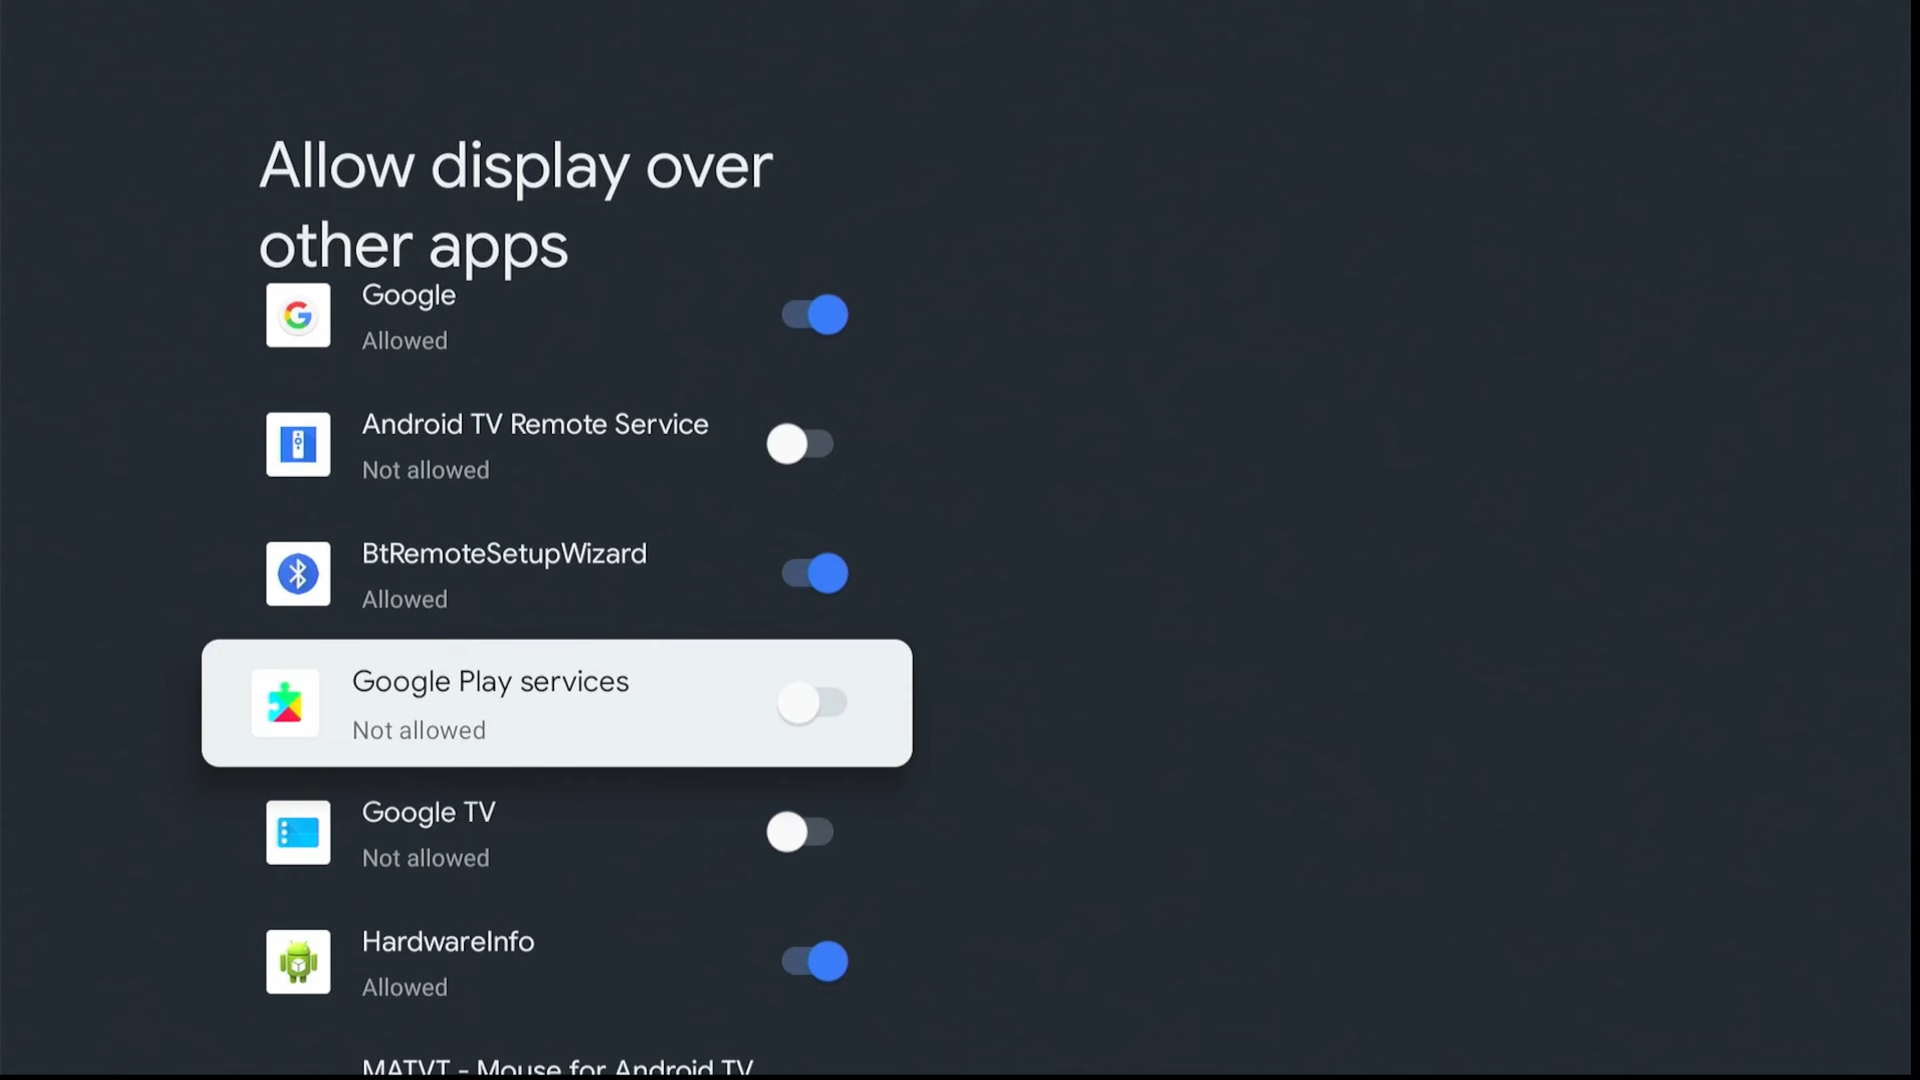 Allow display over
other apps
Google
Allowed
Android TV Remote Service
Not allowed
BtRemoteSetupWizard
Allowed
Google Play services
Not allowed
Google TV
Not allowed
HardwareInfo
Allowed
MATVT - Mouse for Android TV